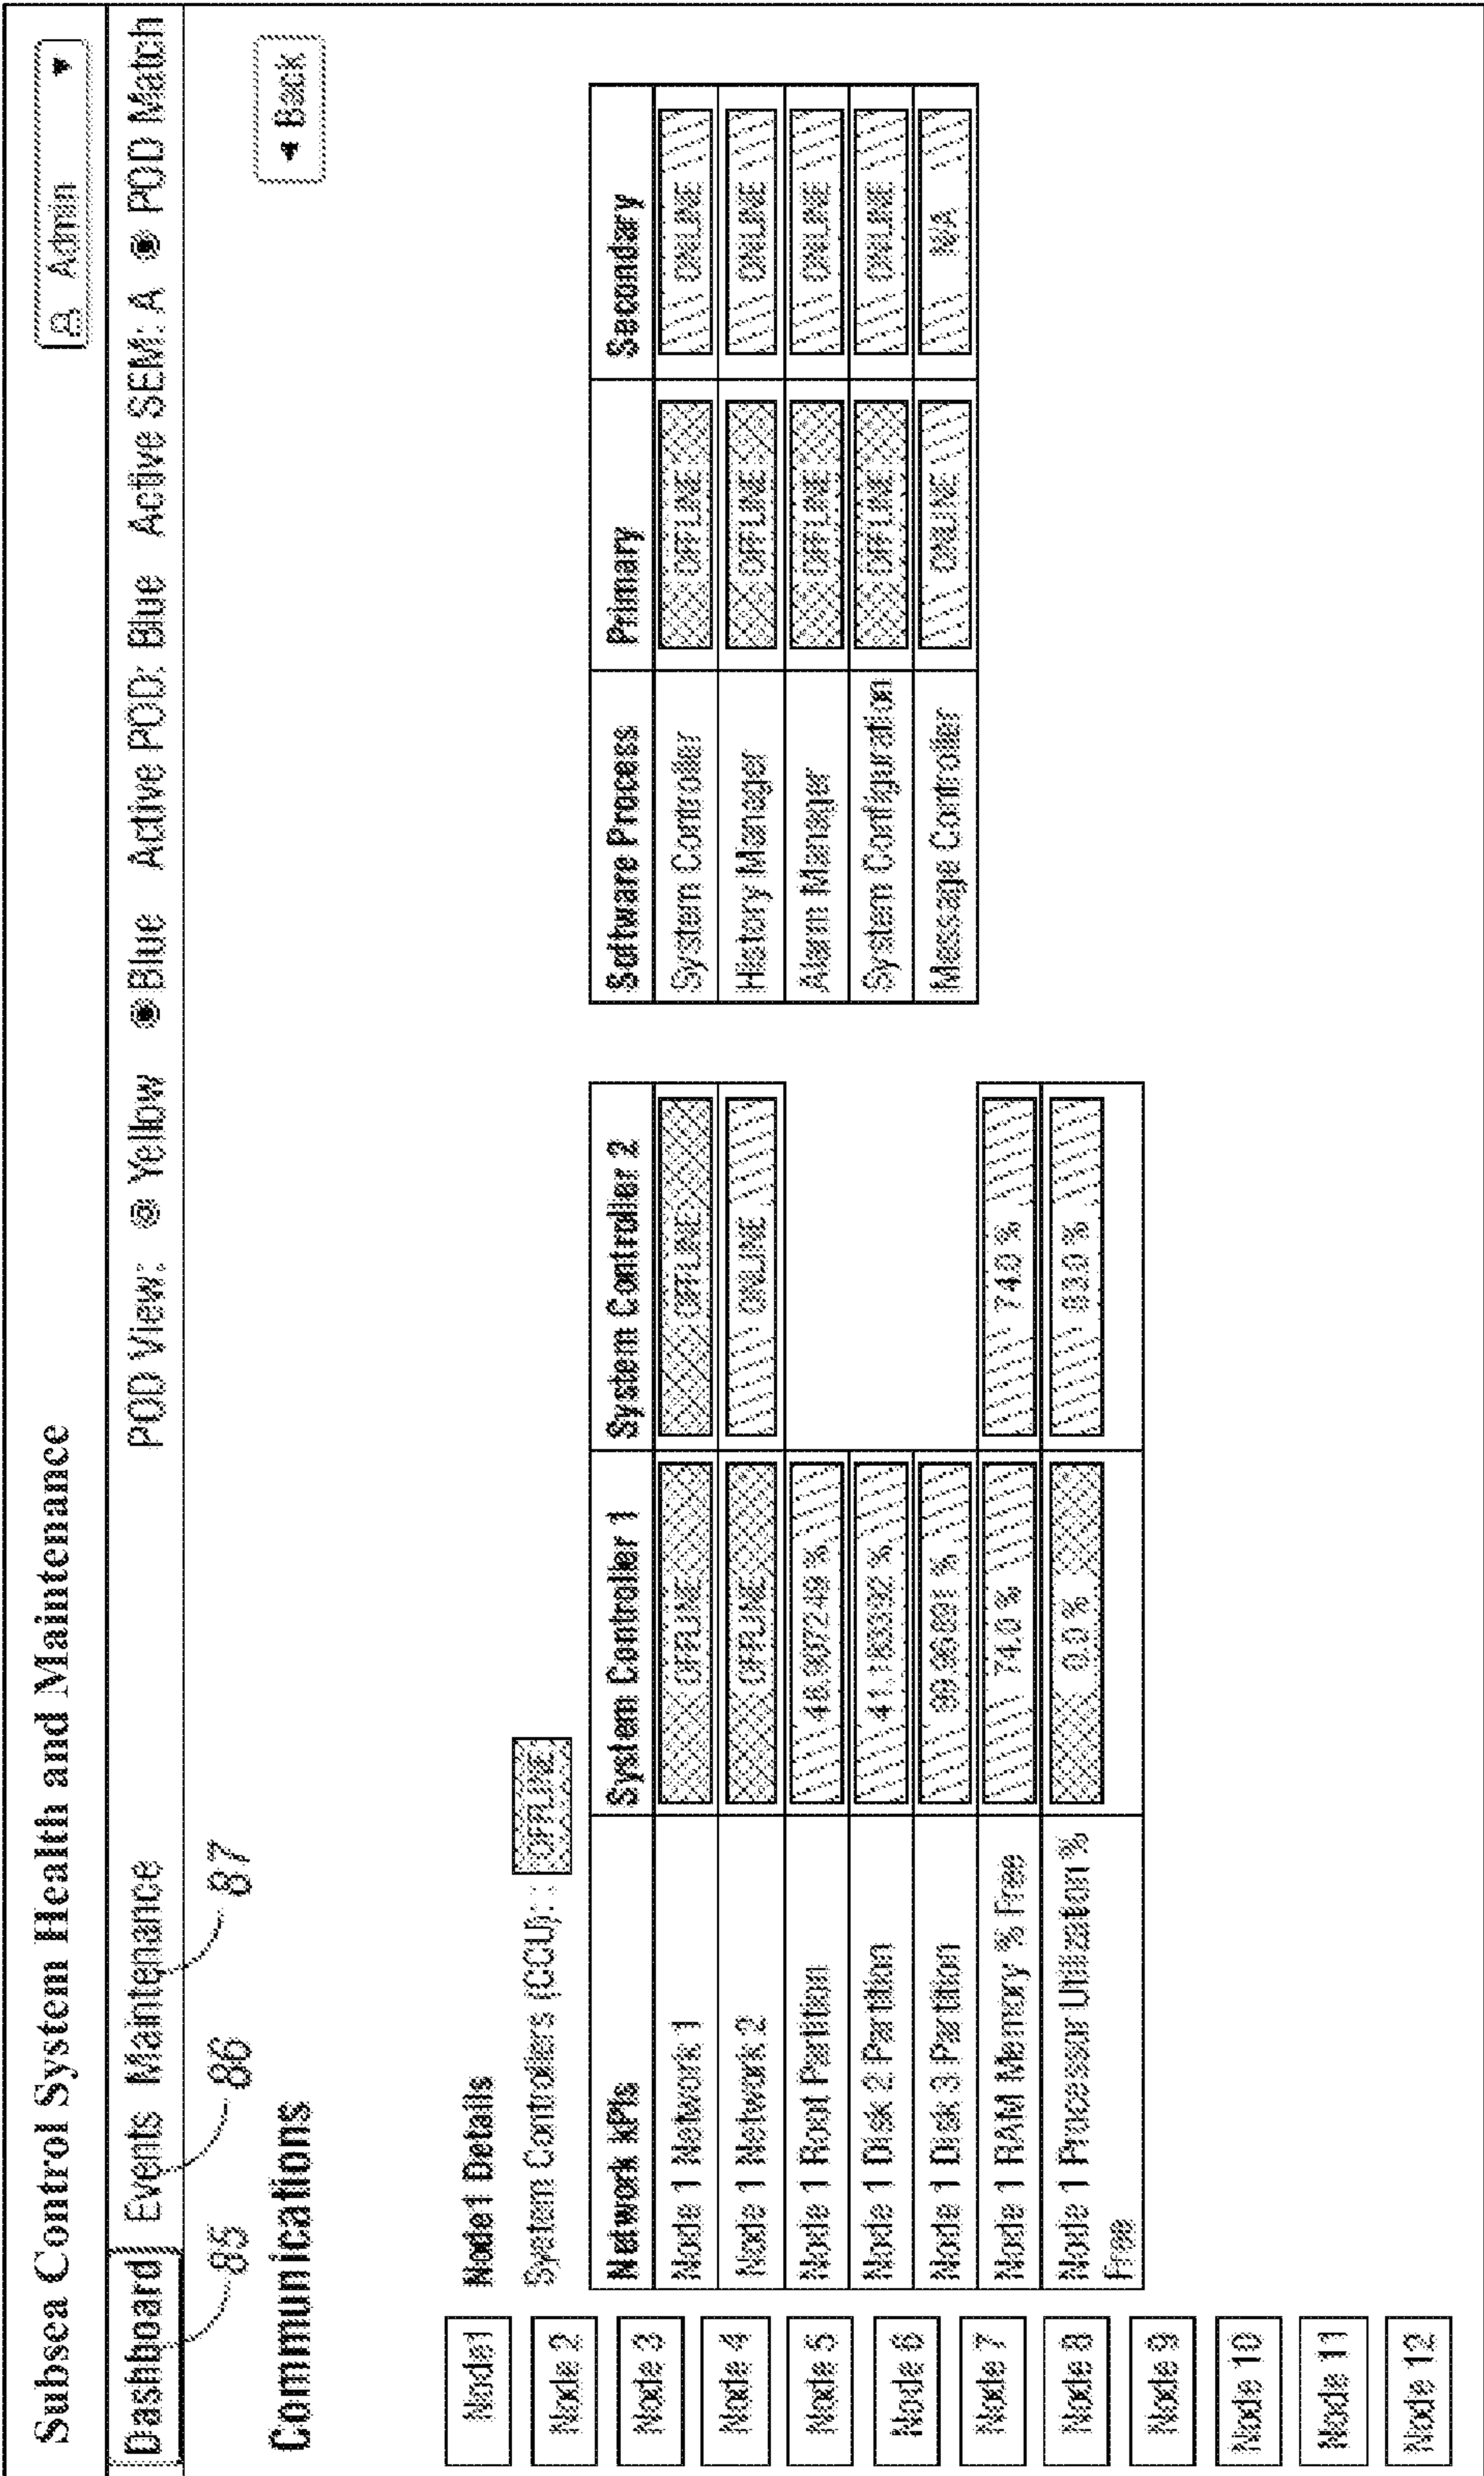 Subsea Control System Health and Maintenance
Admin
Dashboard Events Maintenance POD View: Yellow Blue Active POD: Blue Active SEM: A POD Match
85 86 87
Communications
Back
Node1
Node 2
Node 3
Node 4
Node 5
Node 6
Node 7
Node 8
Node 9
Node 10
Node 11
Node 12
Node1 Details
System Controllers (CCU): : OFFLINE
Network KPIs System Controller 1 System Controller 2
Node 1 Network 1 OFFLINE OFFLINE
Node 1 Network 2 OFFLINE ONLINE
Node 1 Root Partition %
Node 1 Disk 2 Partition %
Node 1 Disk 3 Partition %
Node 1 RAM Memory % Free 74.0 % 74.0 %
Node 1 Processor Utilization % 0.0 %
Free
Software Process Primary Secondary
System Controller OFFLINE ONLINE
History Manager OFFLINE ONLINE
Alarm Manager OFFLINE ONLINE
System Configuration OFFLINE ONLINE
Message Controller ONLINE N/A